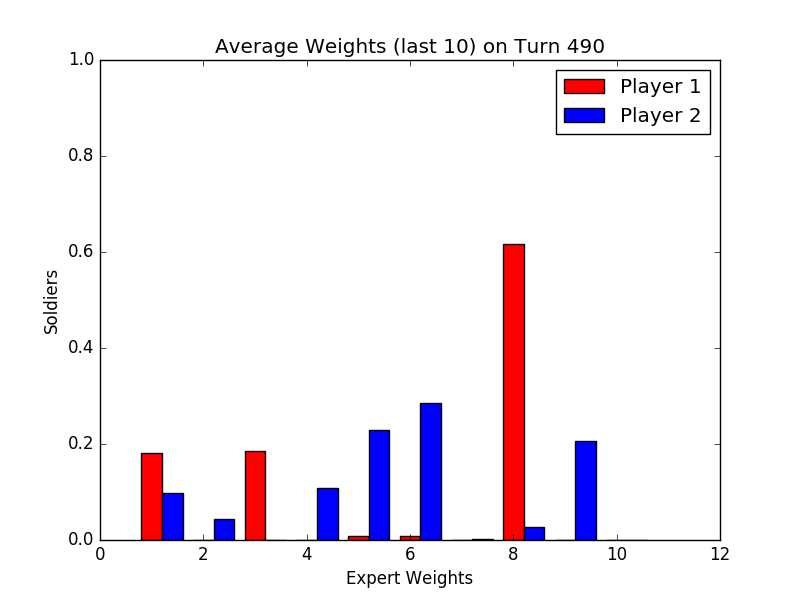 Average Weights (last 10) on Turn 490
Player 1
Player 2
1.0
0.8
0.6
0.4
0.2
0.0
Soldiers
0 2 4 6 8 10 12
Expert Weights